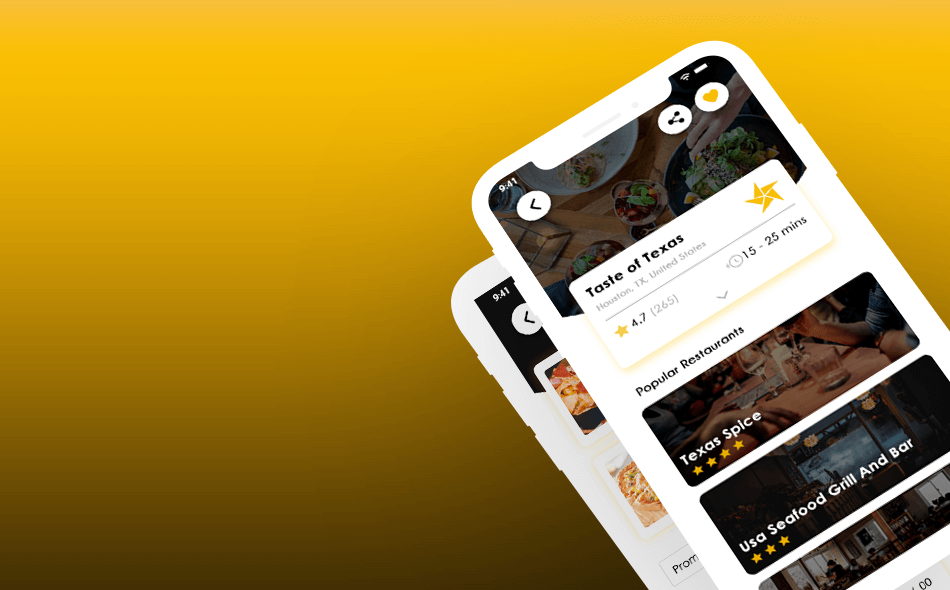 9:41
Taste of Texas
Houston, TX, United States
4.7 (265)
15 - 25 mins
Popular Restaurants
Texas Spice
Usa Seafood Grill And Bar
9:41